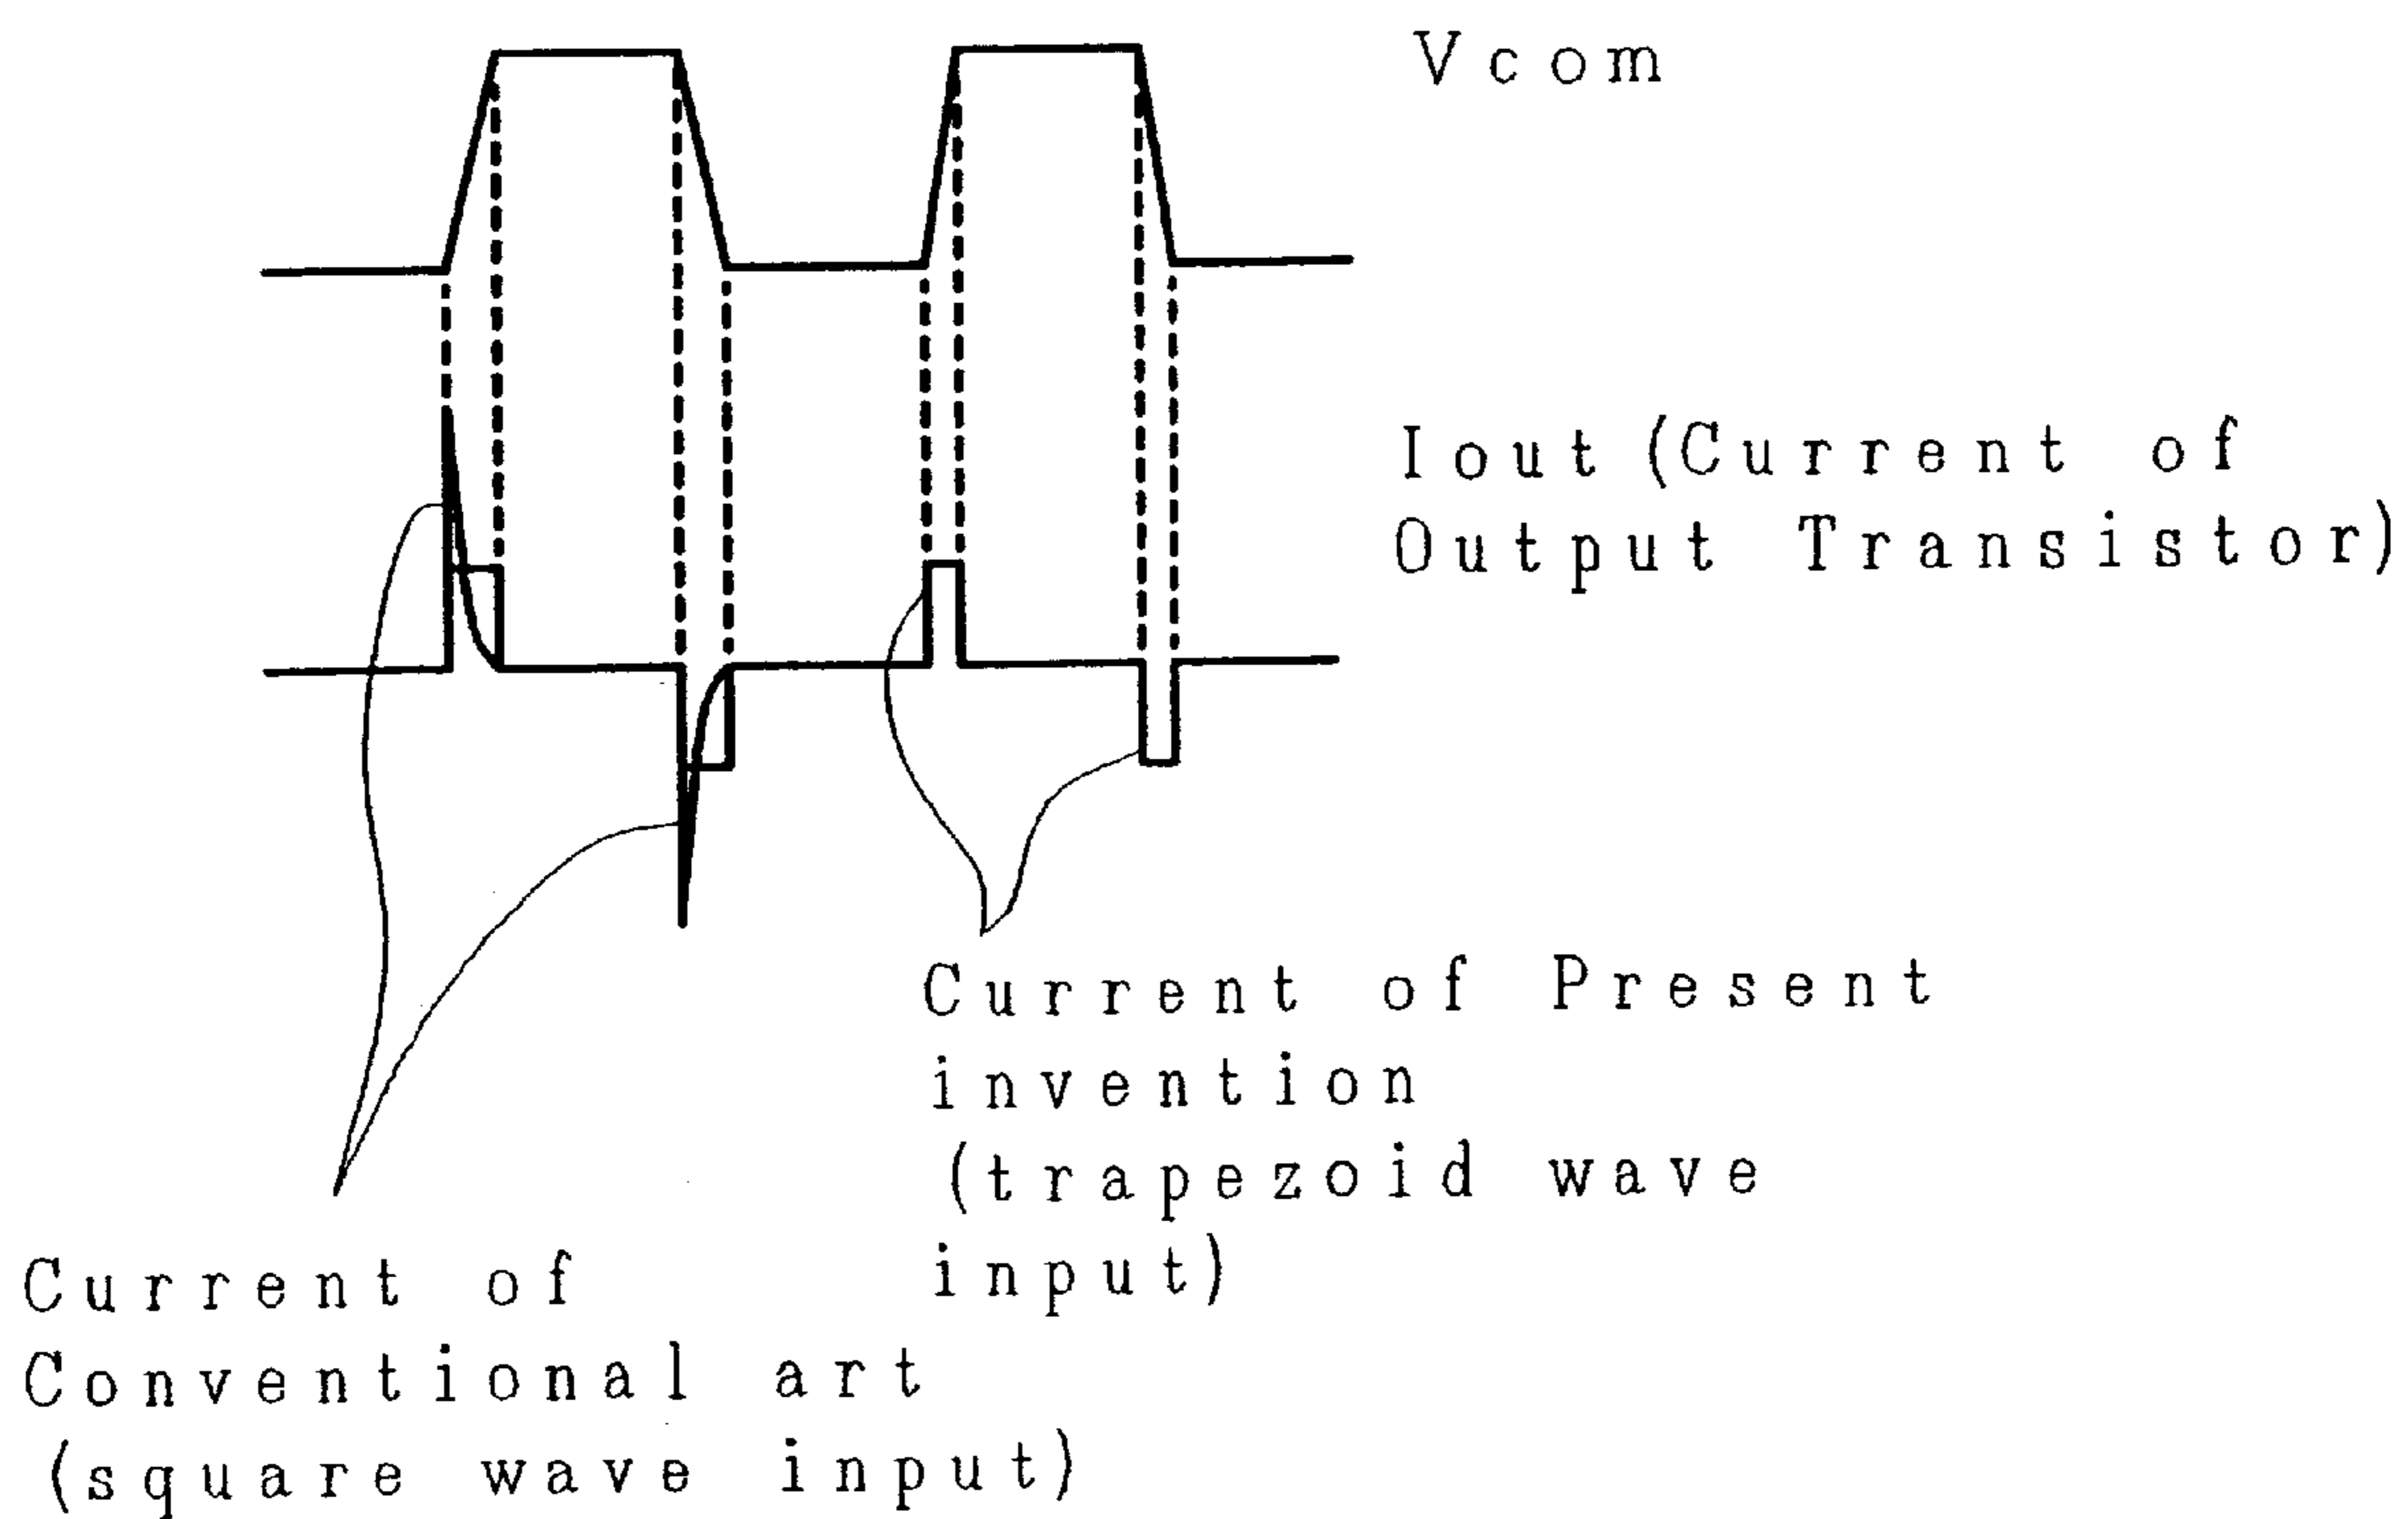 Vcom
Iout (Current of
Output Transistor)
Current of Present
invention
(trapezoid wave
input)
Current of
Conventional art
(square wave input)